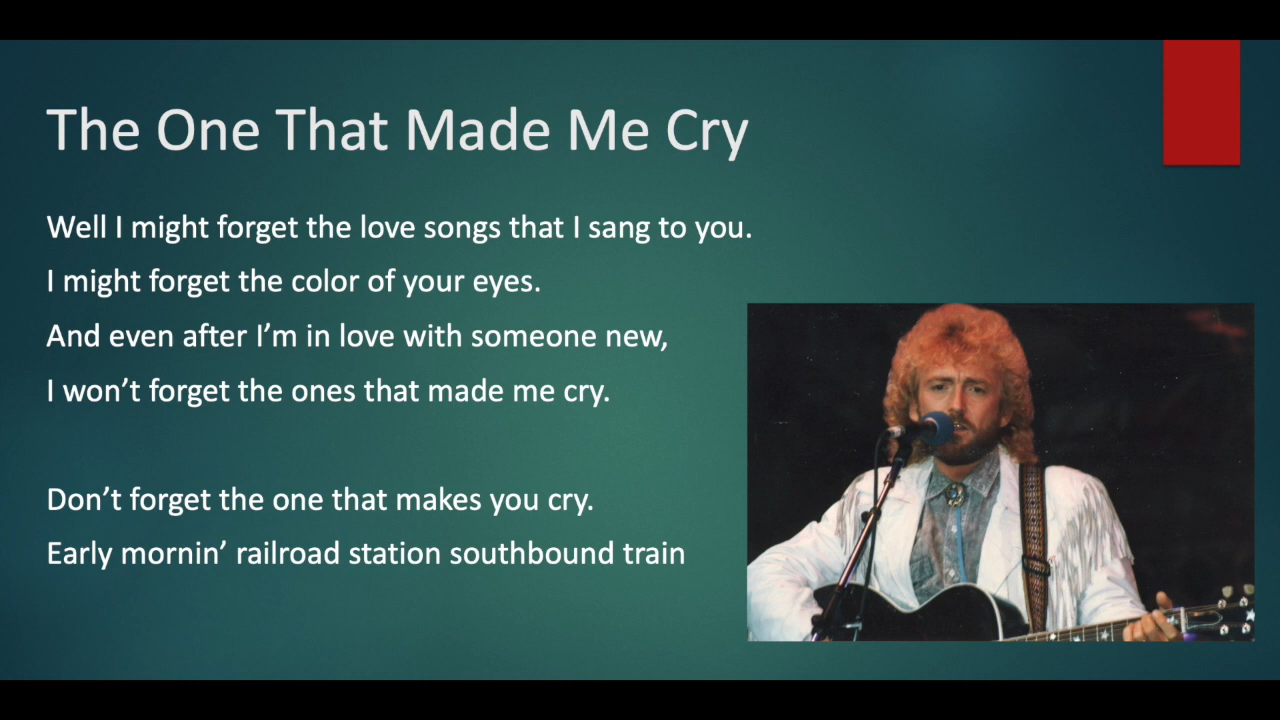 The One That Made Me Cry
Well I might forget the love songs that I sang to you.
I might forget the color of your eyes.
And even after I’m in love with someone new,
I won’t forget the ones that made me cry.
Don’t forget the one that makes you cry.
Early mornin’ railroad station southbound train